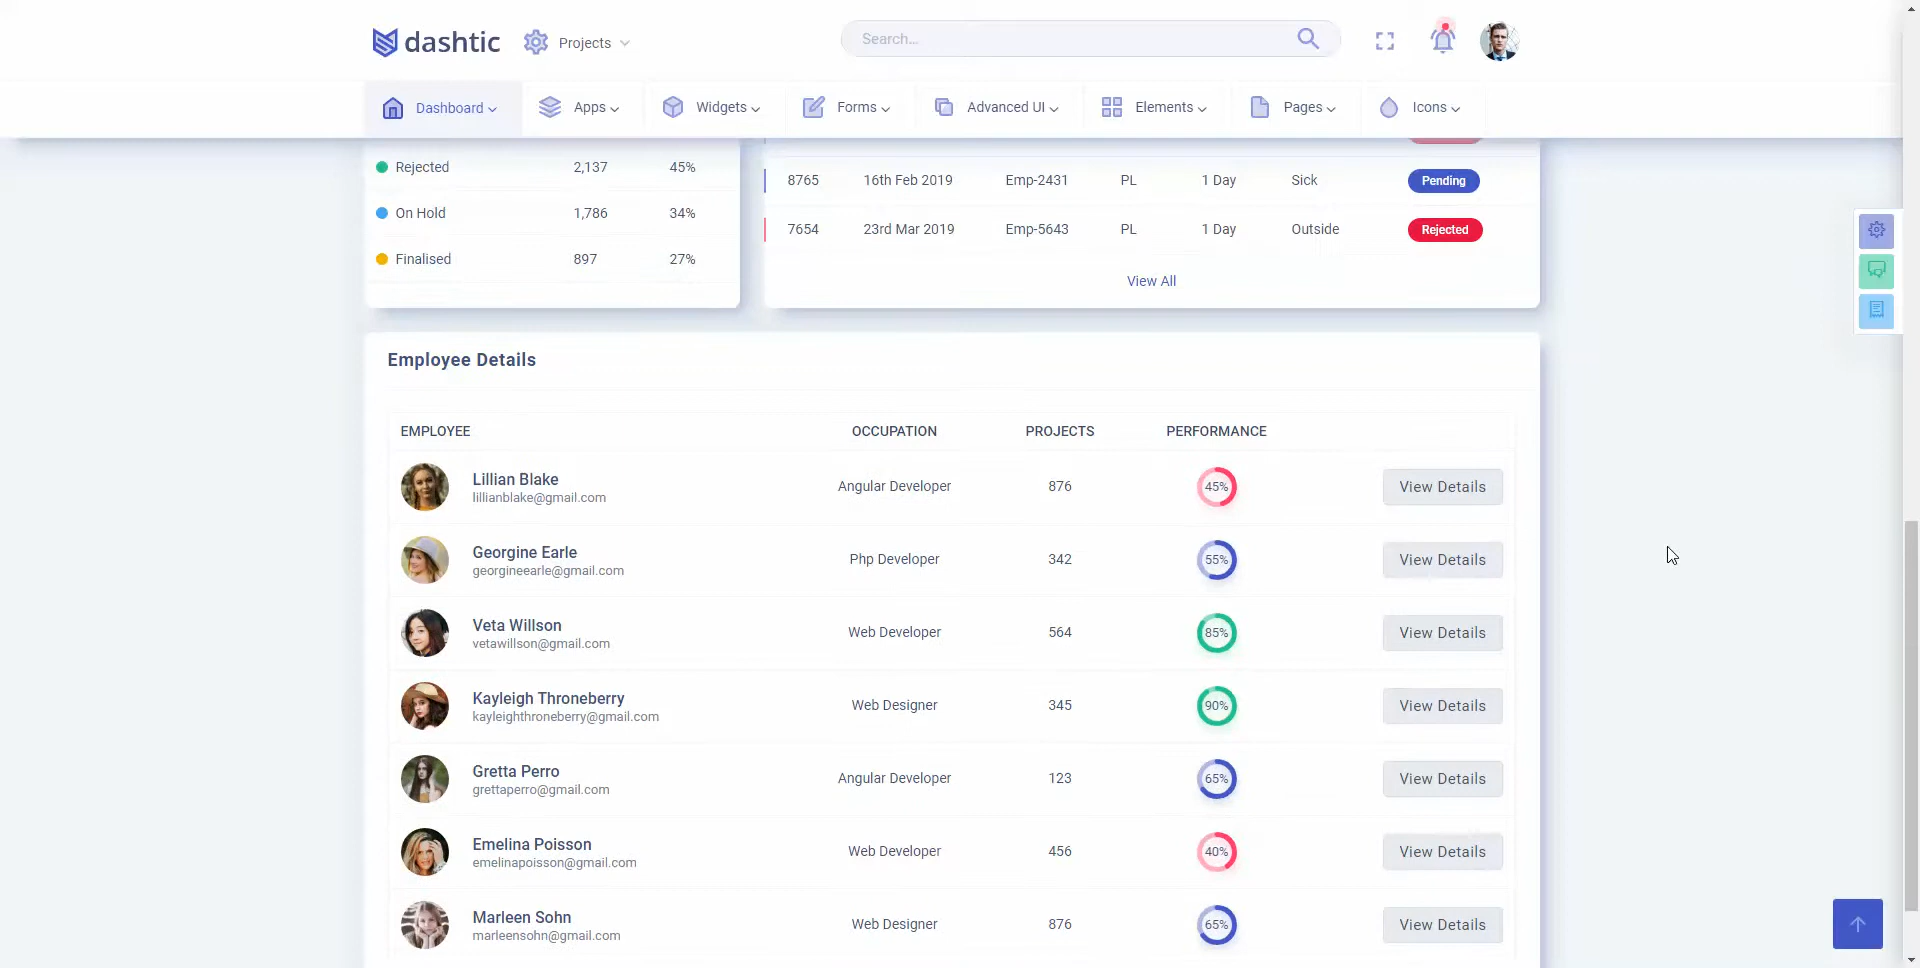 dashtic
Projects
Search...
Dashboard
Apps
Widgets
Forms
Advanced UI
Elements
Pages
Icons
Rejected 2,137 45%
On Hold 1,786 34%
Finalised 897 27%
8765 16th Feb 2019 Emp-2431 PL 1 Day Sick Pending
7654 23rd Mar 2019 Emp-5643 PL 1 Day Outside Rejected
View All
Employee Details
EMPLOYEE OCCUPATION PROJECTS PERFORMANCE
Lillian Blake
lillianblake@gmail.com
Angular Developer 876 45% View Details
Georgine Earle
georgineearle@gmail.com
Php Developer 342 55% View Details
Veta Willson
vetawillson@gmail.com
Web Developer 564 85% View Details
Kayleigh Throneberry
kayleighthroneberry@gmail.com
Web Designer 345 90% View Details
Gretta Perro
grettaperro@gmail.com
Angular Developer 123 65% View Details
Emelina Poisson
emelinapoisson@gmail.com
Web Developer 456 40% View Details
Marleen Sohn
marleensohn@gmail.com
Web Designer 876 65% View Details